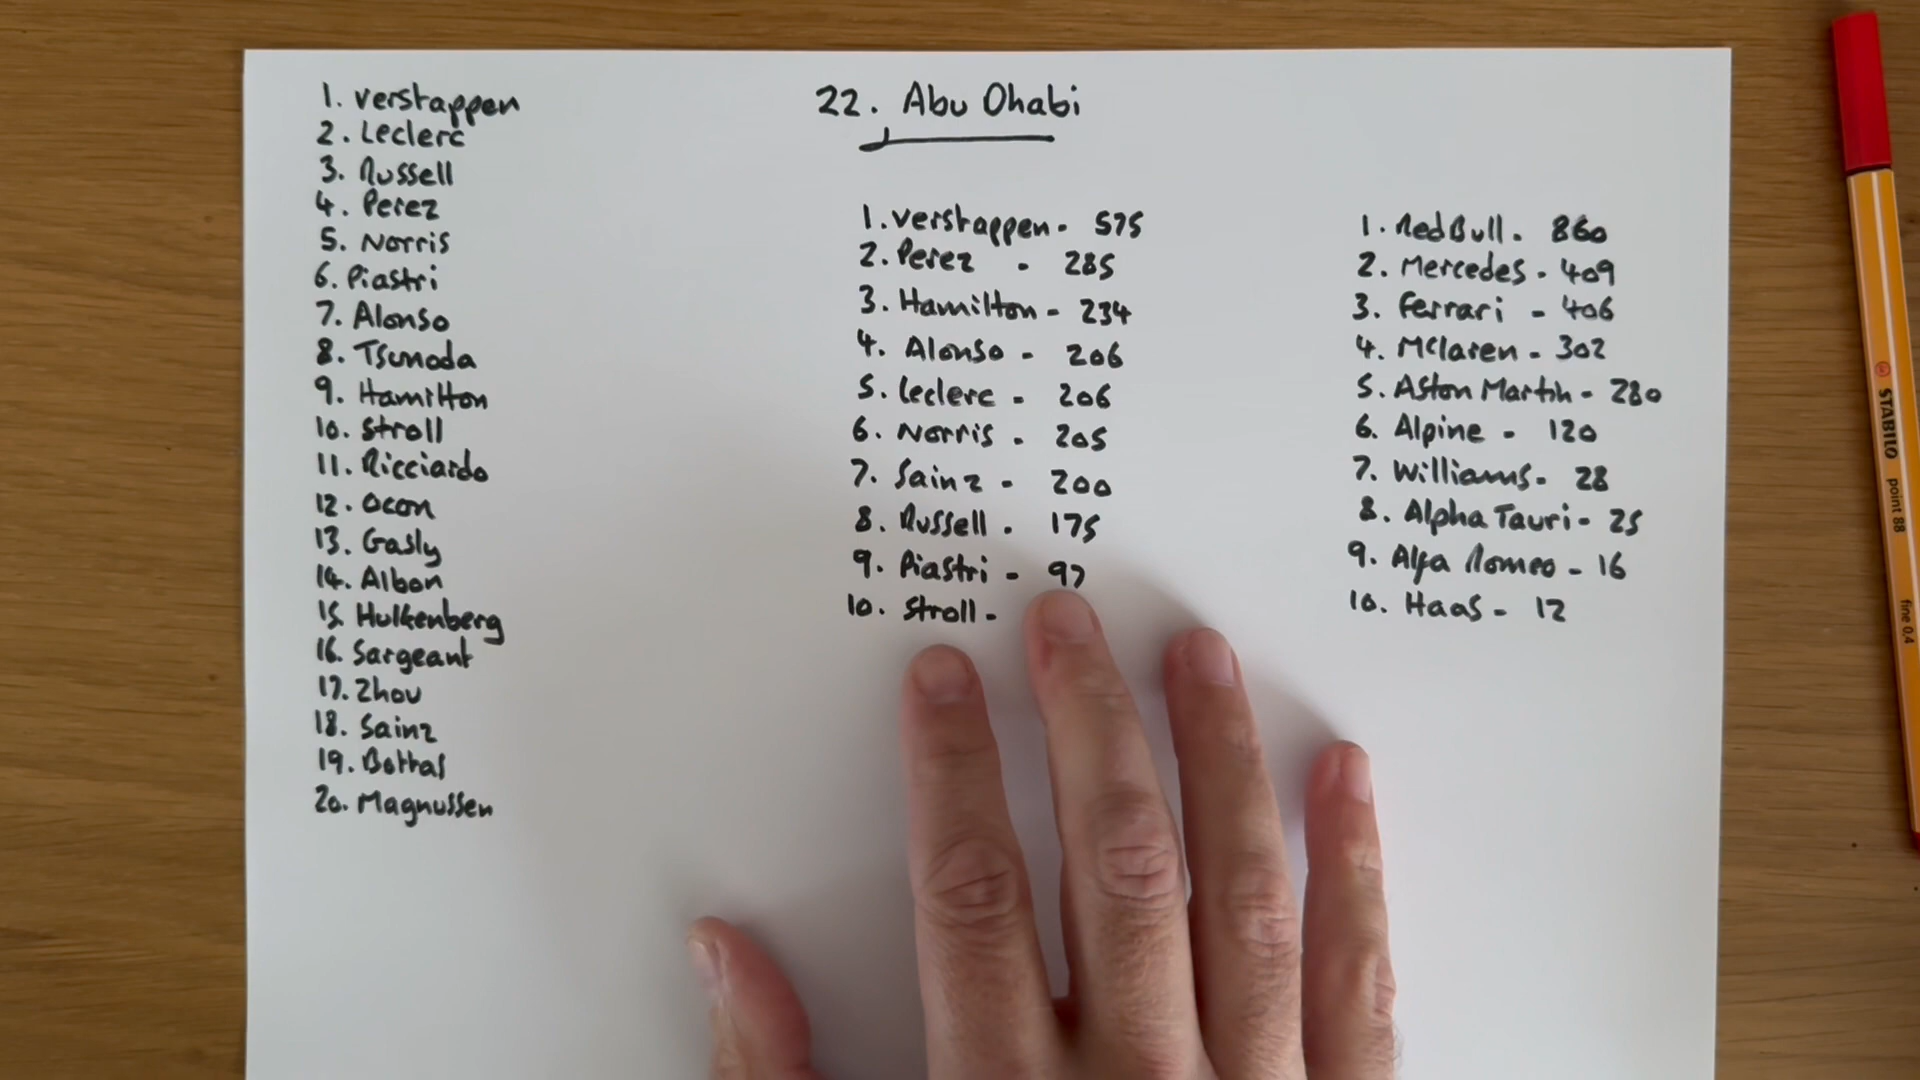 1. Verstappen
2. Leclerc
3. Russell
4. Perez
5. Norris
6. Piastri
7. Alonso
8. Tsunoda
9. Hamilton
10. Stroll
11. Ricciardo
12. Ocon
13. Gasly
14. Albon
15. Hulkenberg
16. Sargeant
17. Zhou
18. Sainz
19. Bottas
20. Magnussen
22. Abu Dhabi
1. Verstappen - 575
2. Perez - 285
3. Hamilton - 234
4. Alonso - 206
5. Leclerc - 206
6. Norris - 205
7. Sainz - 200
8. Russell - 175
9. Piastri - 97
10. Stroll -
1. Red Bull - 860
2. Mercedes - 409
3. Ferrari - 406
4. McLaren - 302
5. Aston Martin - 280
6. Alpine - 120
7. Williams - 28
8. Alpha Tauri - 25
9. Alfa Romeo - 16
10. Haas - 12
STABILO point 88 fine 0.4